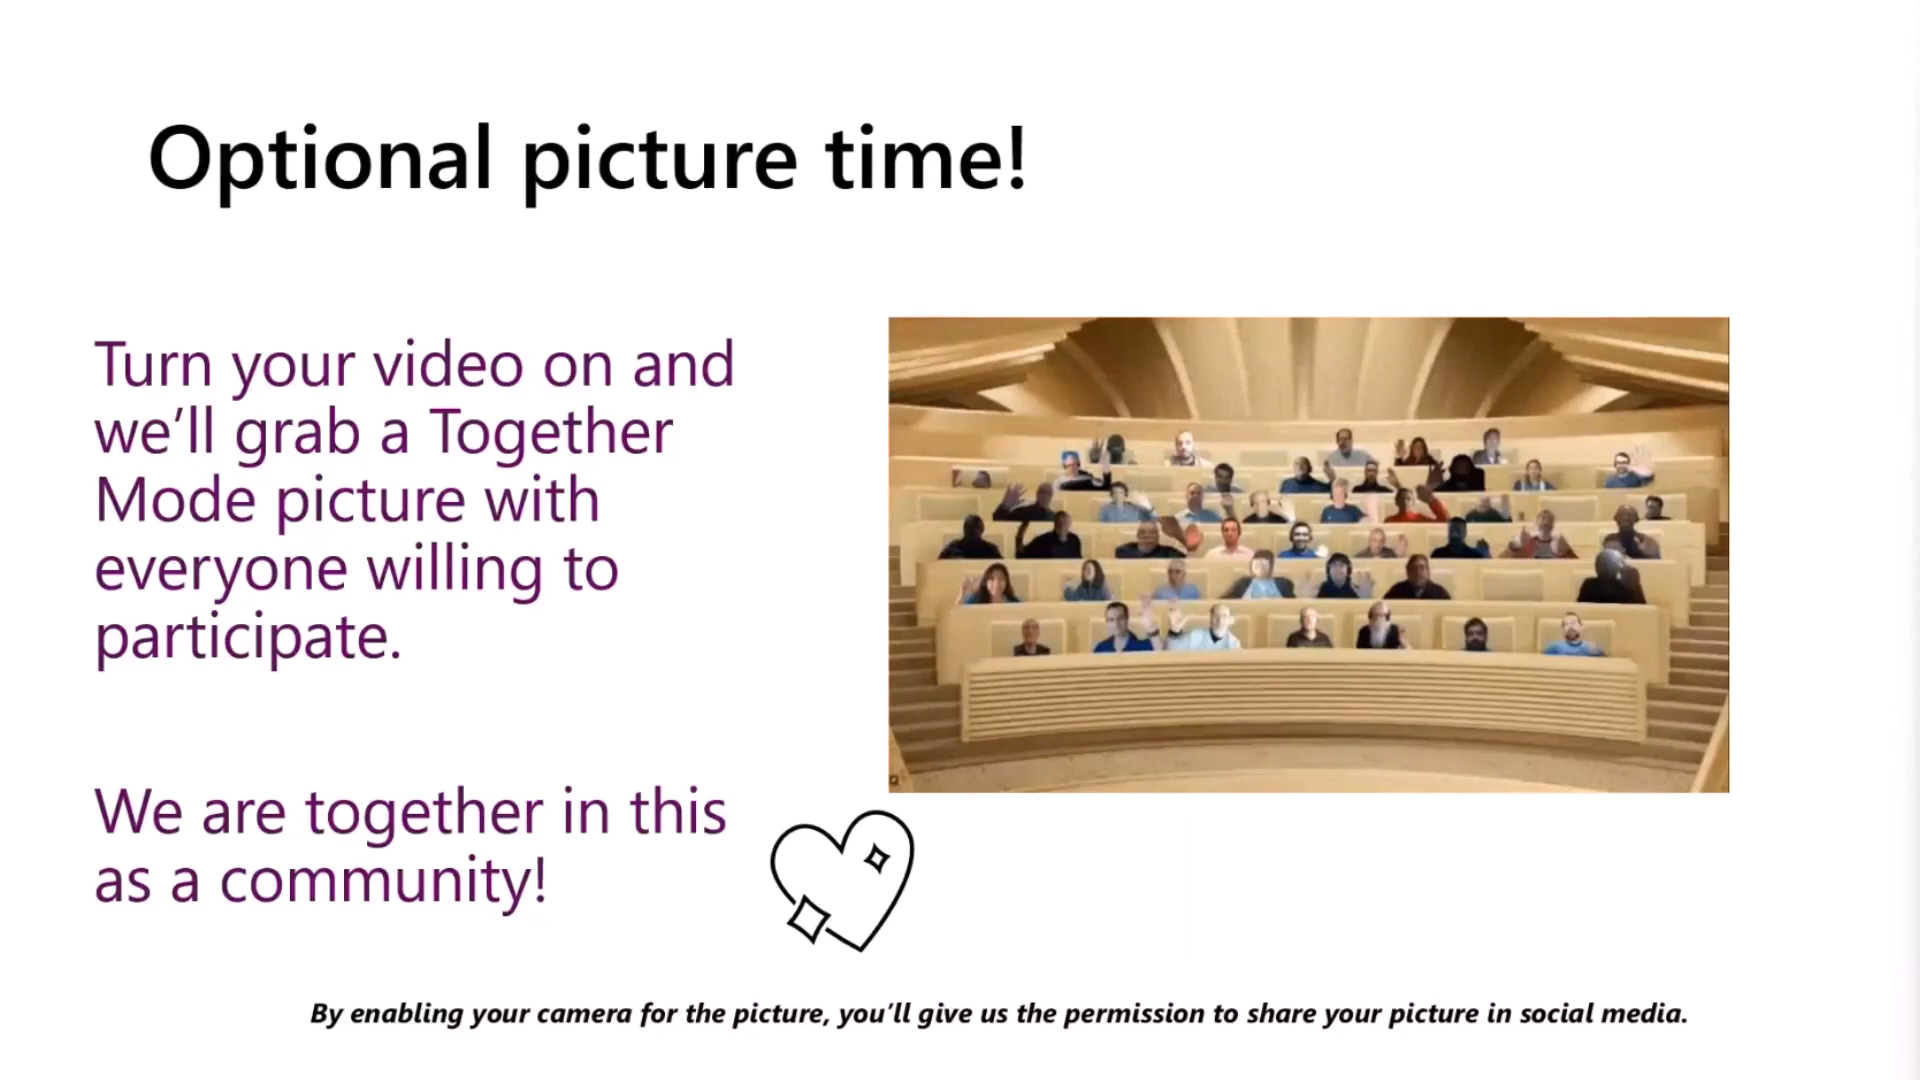 Optional picture time!
Turn your video on and
we’ll grab a Together
Mode picture with
everyone willing to
participate.
We are together in this
as a community!
By enabling your camera for the picture, you’ll give us the permission to share your picture in social media.